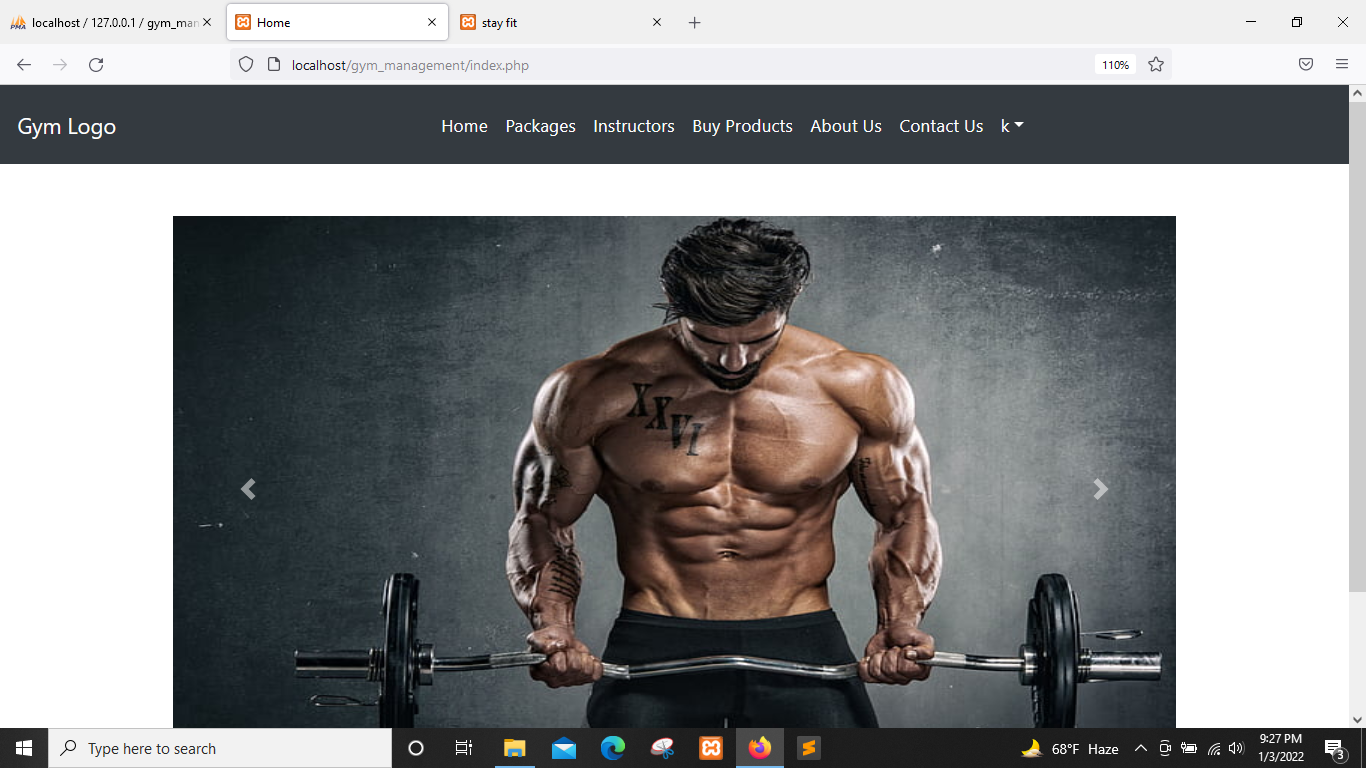 localhost / 127.0.0.1 / gym_man
Home
stay fit
localhost/gym_management/index.php
110%
Gym Logo
Home Packages Instructors Buy Products About Us Contact Us k
XXVI
Type here to search
68°F Haze
9:27 PM
1/3/2022
3